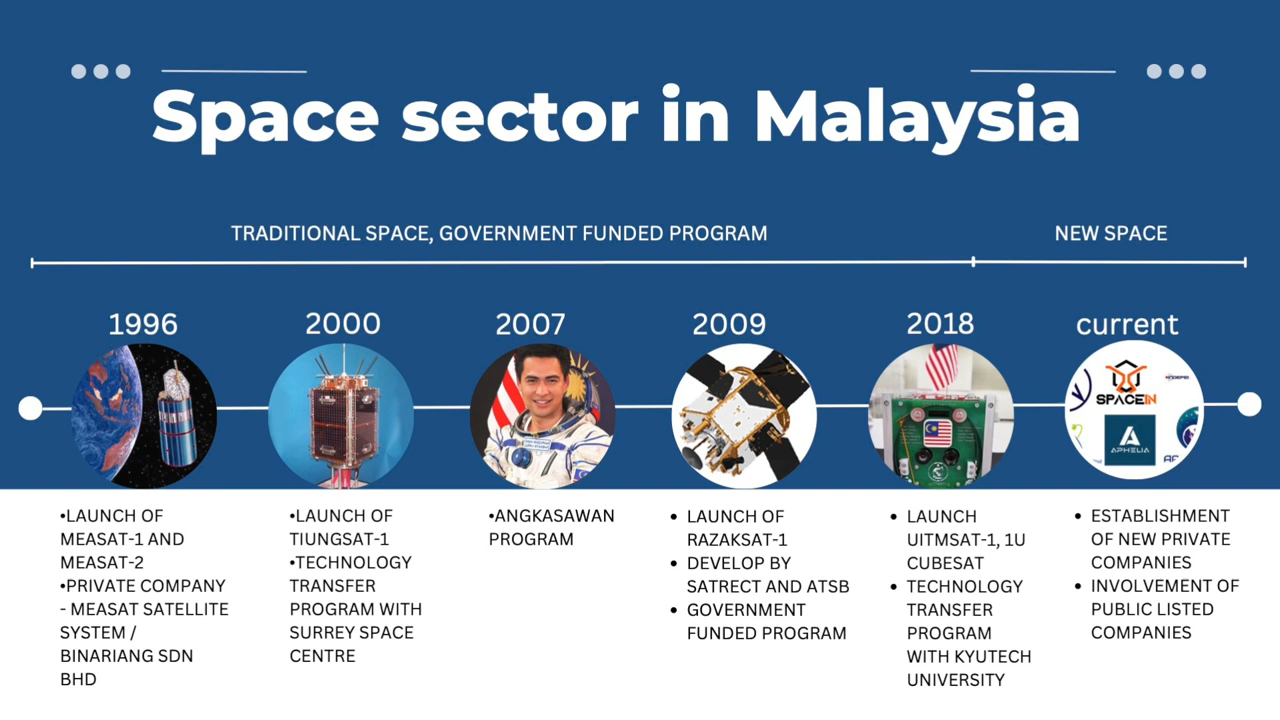 Space sector in Malaysia
TRADITIONAL SPACE, GOVERNMENT FUNDED PROGRAM
NEW SPACE
1996
2000
2007
2009
2018
current
SPACEIN
APHELIA
•LAUNCH OF
MEASAT-1 AND
MEASAT-2
•PRIVATE COMPANY
- MEASAT SATELLITE
SYSTEM /
BINARIANG SDN
BHD
•LAUNCH OF
TIUNGSAT-1
•TECHNOLOGY
TRANSFER
PROGRAM WITH
SURREY SPACE
CENTRE
•ANGKASAWAN
PROGRAM
• LAUNCH OF
RAZAKSAT-1
• DEVELOP BY
SATRECT AND ATSB
• GOVERNMENT
FUNDED PROGRAM
• LAUNCH
UITMSAT-1, 1U
CUBESAT
• TECHNOLOGY
TRANSFER
PROGRAM
WITH KYUTECH
UNIVERSITY
• ESTABLISHMENT
OF NEW PRIVATE
COMPANIES
• INVOLVEMENT OF
PUBLIC LISTED
COMPANIES